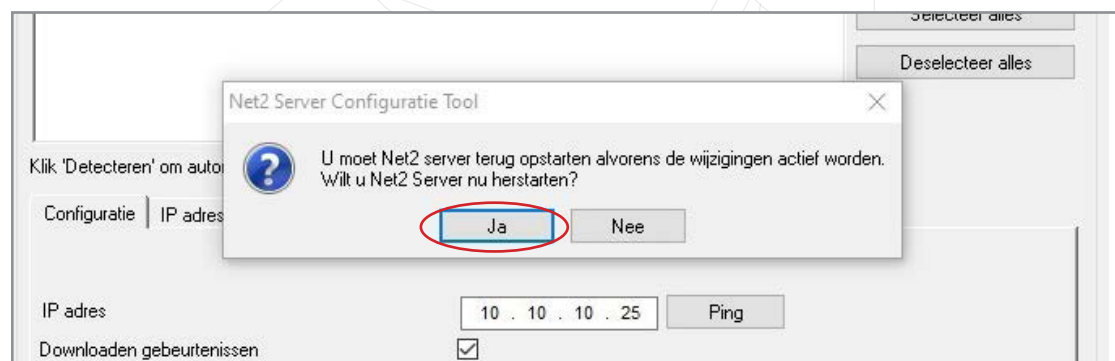 Selecteer alles
Deselecteer alles
Net2 Server Configuratie Tool
U moet Net2 server terug opstarten alvorens de wijzigingen actief worden.
Wilt u Net2 Server nu herstarten?
Ja Nee
Klik 'Detecteren' om auto
Configuratie IP adres
IP adres 10 . 10 . 10 . 25 Ping
Downloaden gebeurtenissen